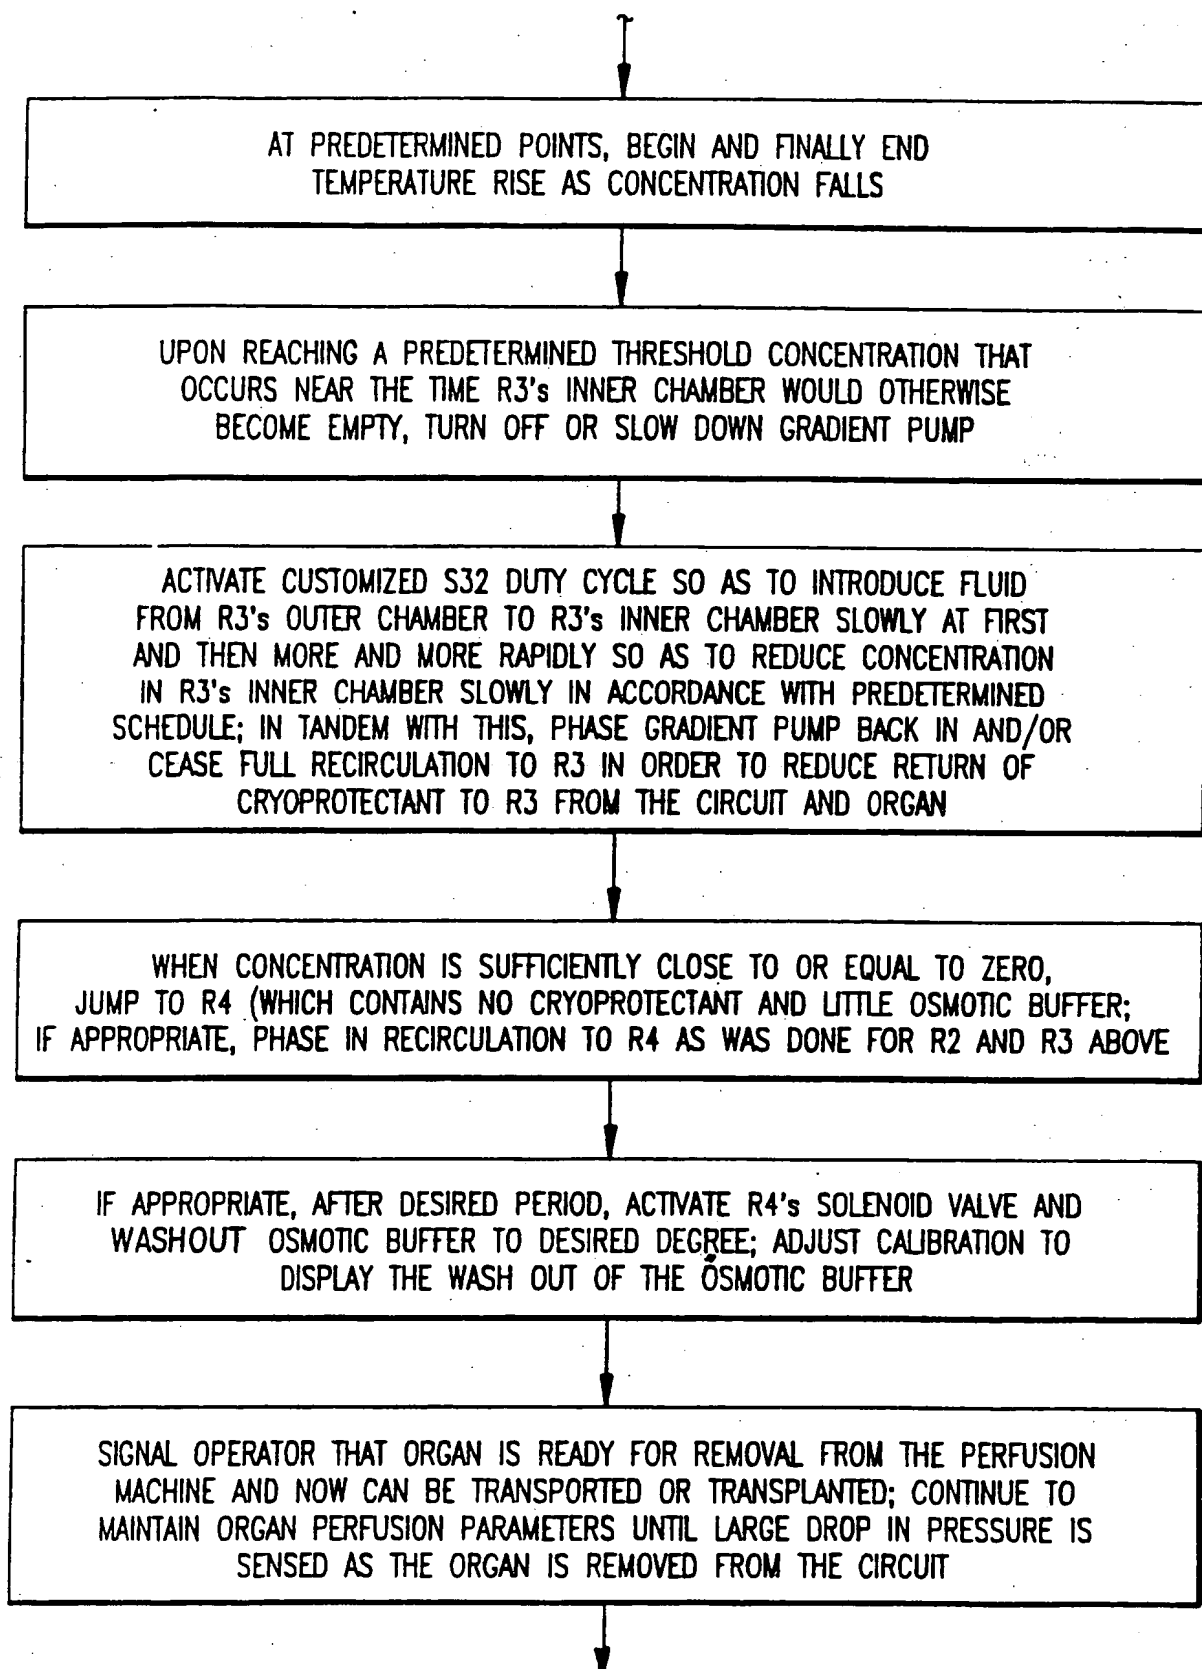 AT PREDETERMINED POINTS, BEGIN AND FINALLY END
TEMPERATURE RISE AS CONCENTRATION FALLS
UPON REACHING A PREDETERMINED THRESHOLD CONCENTRATION THAT
OCCURS NEAR THE TIME R3's INNER CHAMBER WOULD OTHERWISE
BECOME EMPTY, TURN OFF OR SLOW DOWN GRADIENT PUMP
ACTIVATE CUSTOMIZED S32 DUTY CYCLE SO AS TO INTRODUCE FLUID
FROM R3's OUTER CHAMBER TO R3's INNER CHAMBER SLOWLY AT FIRST
AND THEN MORE AND MORE RAPIDLY SO AS TO REDUCE CONCENTRATION
IN R3's INNER CHAMBER SLOWLY IN ACCORDANCE WITH PREDETERMINED
SCHEDULE; IN TANDEM WITH THIS, PHASE GRADIENT PUMP BACK IN AND/OR
CEASE FULL RECIRCULATION TO R3 IN ORDER TO REDUCE RETURN OF
CRYOPROTECTANT TO R3 FROM THE CIRCUIT AND ORGAN
WHEN CONCENTRATION IS SUFFICIENTLY CLOSE TO OR EQUAL TO ZERO,
JUMP TO R4 (WHICH CONTAINS NO CRYOPROTECTANT AND LITTLE OSMOTIC BUFFER;
IF APPROPRIATE, PHASE IN RECIRCULATION TO R4 AS WAS DONE FOR R2 AND R3 ABOVE
IF APPROPRIATE, AFTER DESIRED PERIOD, ACTIVATE R4's SOLENOID VALVE AND
WASHOUT OSMOTIC BUFFER TO DESIRED DEGREE; ADJUST CALIBRATION TO
DISPLAY THE WASH OUT OF THE OSMOTIC BUFFER
SIGNAL OPERATOR THAT ORGAN IS READY FOR REMOVAL FROM THE PERFUSION
MACHINE AND NOW CAN BE TRANSPORTED OR TRANSPLANTED; CONTINUE TO
MAINTAIN ORGAN PERFUSION PARAMETERS UNTIL LARGE DROP IN PRESSURE IS
SENSED AS THE ORGAN IS REMOVED FROM THE CIRCUIT